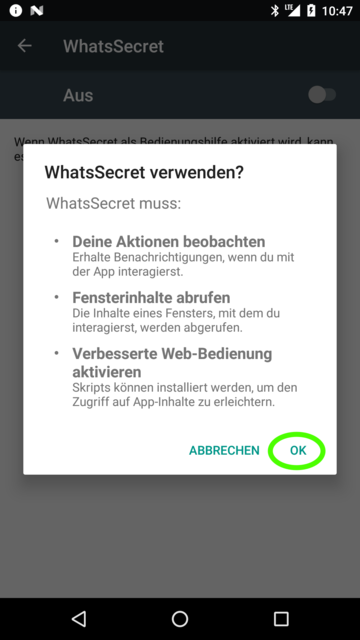 LTE
10:47
WhatsSecret
Aus
Wenn WhatsSecret als Bedienungshilfe aktiviert wird, kann
es
WhatsSecret verwenden?
WhatsSecret muss:
• Deine Aktionen beobachten
Erhalte Benachrichtigungen, wenn du mit
der App interagierst.
• Fensterinhalte abrufen
Die Inhalte eines Fensters, mit dem du
interagierst, werden abgerufen.
• Verbesserte Web-Bedienung
aktivieren
Skripts können installiert werden, um den
Zugriff auf App-Inhalte zu erleichtern.
ABBRECHEN OK